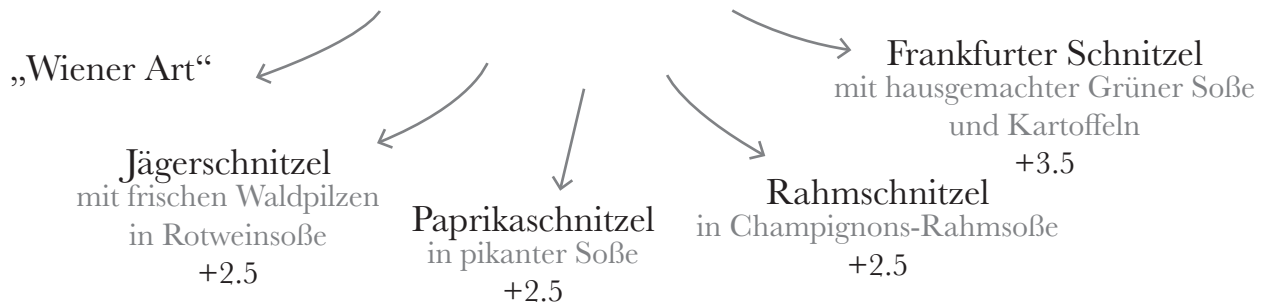 „Wiener Art“
Jägerschnitzel
mit frischen Waldpilzen
in Rotweinsoße
+2.5
Paprikaschnitzel
in pikanter Soße
+2.5
Rahmschnitzel
in Champignons-Rahmsoße
+2.5
Frankfurter Schnitzel
mit hausgemachter Grüner Soße
und Kartoffeln
+3.5